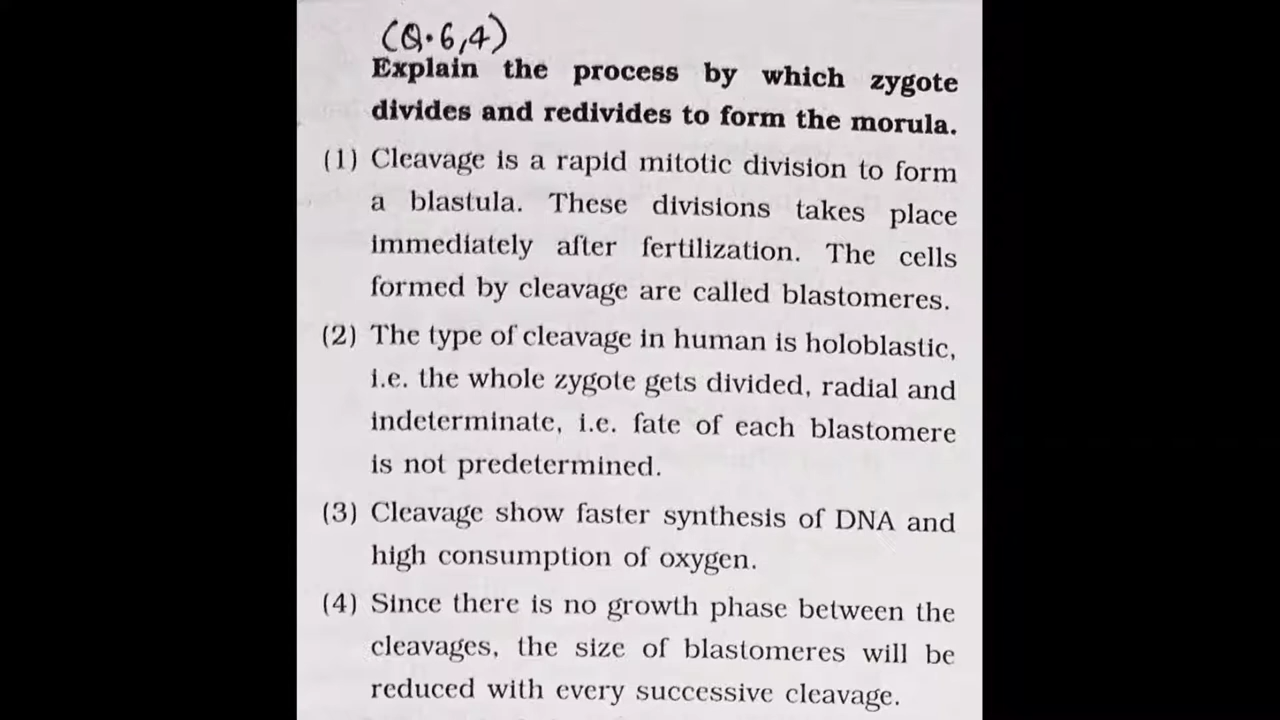 (Q.6,4)
Explain the process by which zygote
divides and redivides to form the morula.
(1) Cleavage is a rapid mitotic division to form
a blastula. These divisions takes place
immediately after fertilization. The cells
formed by cleavage are called blastomeres.
(2) The type of cleavage in human is holoblastic,
i.e. the whole zygote gets divided, radial and
indeterminate, i.e. fate of each blastomere
is not predetermined.
(3) Cleavage show faster synthesis of DNA and
high consumption of oxygen.
(4) Since there is no growth phase between the
cleavages, the size of blastomeres will be
reduced with every successive cleavage.